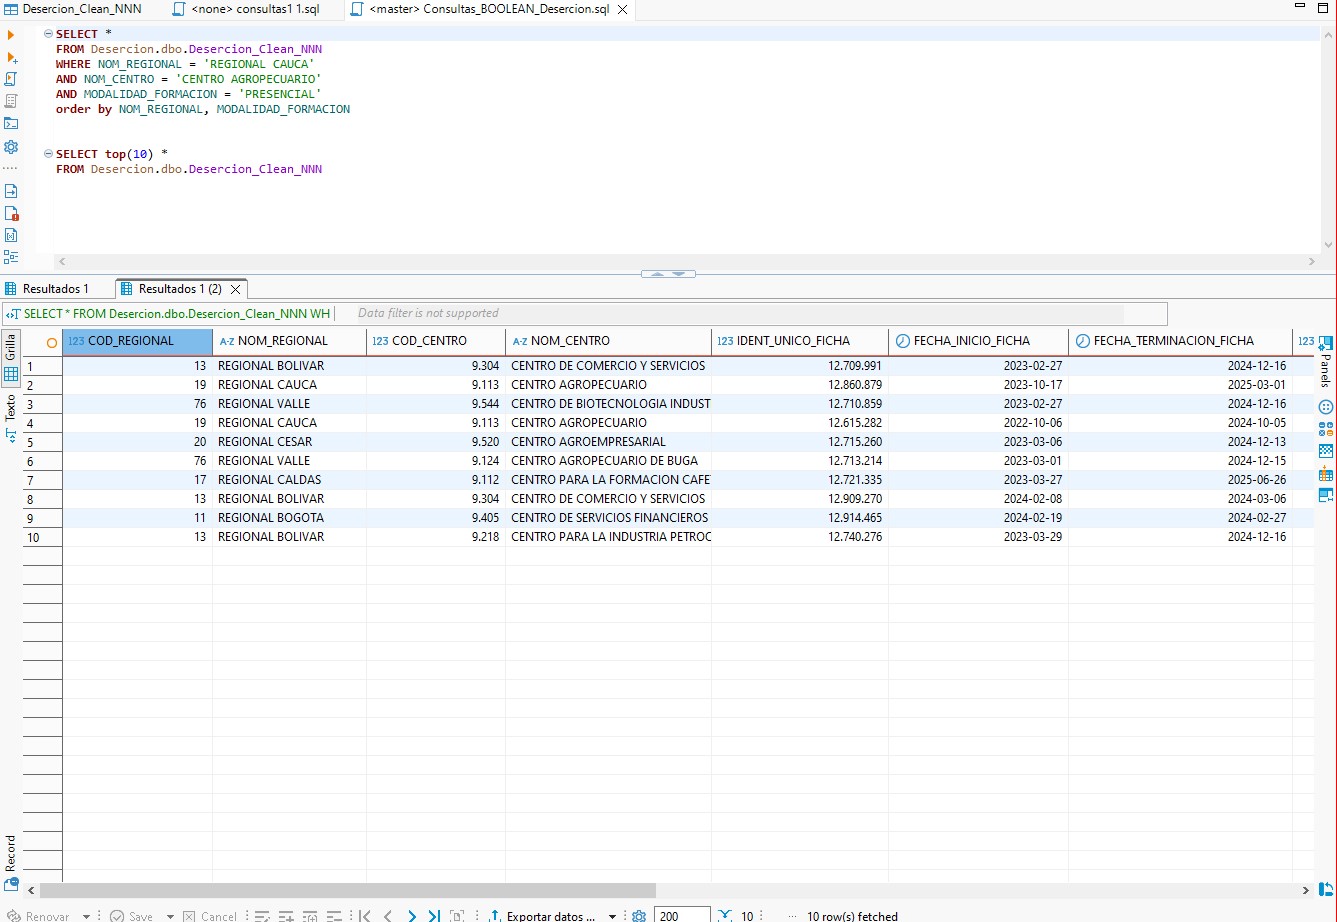 Desercion_Clean_NNN <none> consultas1 1.sql <master> Consultas_BOOLEAN_Desercion.sql
SELECT *
FROM Desercion.dbo.Desercion_Clean_NNN
WHERE NOM_REGIONAL = 'REGIONAL CAUCA'
AND NOM_CENTRO = 'CENTRO AGROPECUARIO'
AND MODALIDAD_FORMACION = 'PRESENCIAL'
order by NOM_REGIONAL, MODALIDAD_FORMACION
SELECT top(10) *
FROM Desercion.dbo.Desercion_Clean_NNN
Resultados 1 Resultados 1 (2)
SELECT * FROM Desercion.dbo.Desercion_Clean_NNN WH Data filter is not supported
Grilla
Texto
Record
123 COD_REGIONAL A-Z NOM_REGIONAL 123 COD_CENTRO A-Z NOM_CENTRO 123 IDENT_UNICO_FICHA FECHA_INICIO_FICHA FECHA_TERMINACION_FICHA 123
1 13 REGIONAL BOLIVAR 9.304 CENTRO DE COMERCIO Y SERVICIOS 12.709.991 2023-02-27 2024-12-16
2 19 REGIONAL CAUCA 9.113 CENTRO AGROPECUARIO 12.860.879 2023-10-17 2025-03-01
3 76 REGIONAL VALLE 9.544 CENTRO DE BIOTECNOLOGIA INDUST 12.710.859 2023-02-27 2024-12-16
4 19 REGIONAL CAUCA 9.113 CENTRO AGROPECUARIO 12.615.282 2022-10-06 2024-10-05
5 20 REGIONAL CESAR 9.520 CENTRO AGROEMPRESARIAL 12.715.260 2023-03-06 2024-12-13
6 76 REGIONAL VALLE 9.124 CENTRO AGROPECUARIO DE BUGA 12.713.214 2023-03-01 2024-12-15
7 17 REGIONAL CALDAS 9.112 CENTRO PARA LA FORMACION CAFE 12.721.335 2023-03-27 2025-06-26
8 13 REGIONAL BOLIVAR 9.304 CENTRO DE COMERCIO Y SERVICIOS 12.909.270 2024-02-08 2024-03-06
9 11 REGIONAL BOGOTA 9.405 CENTRO DE SERVICIOS FINANCIEROS 12.914.465 2024-02-19 2024-02-27
10 13 REGIONAL BOLIVAR 9.218 CENTRO PARA LA INDUSTRIA PETROC 12.740.276 2023-03-29 2024-12-16
Panels
Renovar Save Cancel Exportar datos ... 200 10 ... 10 row(s) fetched